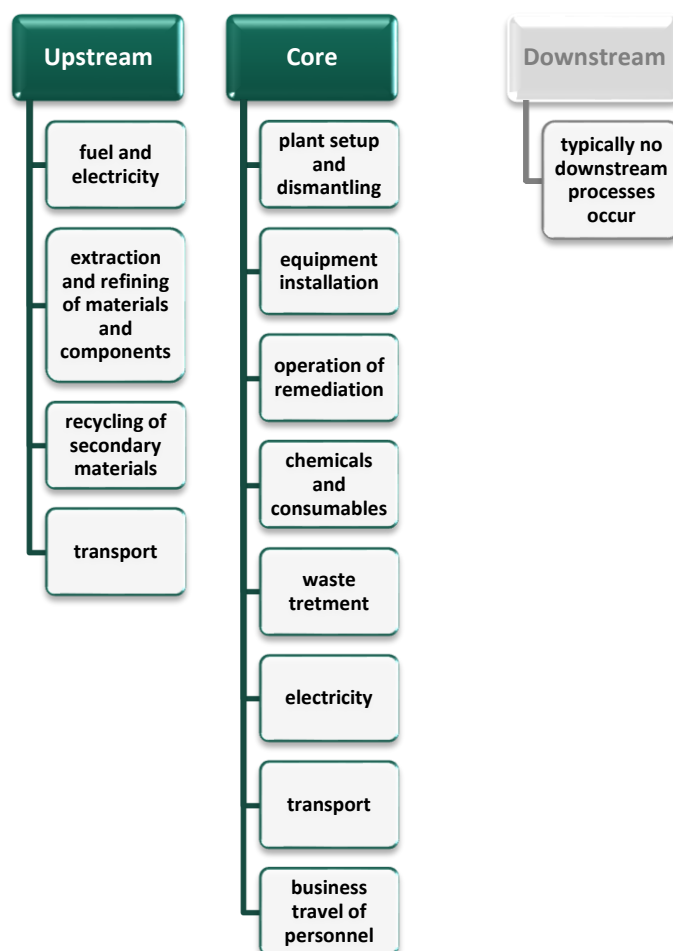 Upstream
fuel and
electricity
extraction
and refining
of materials
and
components
recycling of
secondary
materials
transport
Core
plant setup
and
dismantling
equipment
installation
operation of
remediation
chemicals
and
consumables
waste
tretment
electricity
transport
business
travel of
personnel
Downstream
typically no
downstream
processes
occur